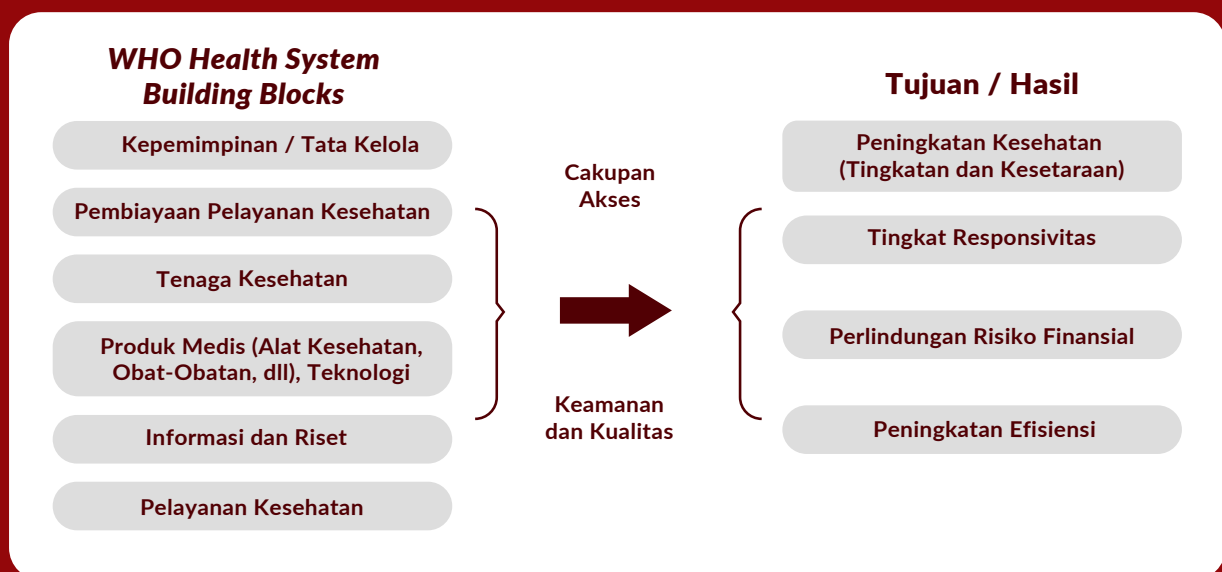 WHO Health System
Building Blocks
Kepemimpinan / Tata Kelola
Pembiayaan Pelayanan Kesehatan
Tenaga Kesehatan
Produk Medis (Alat Kesehatan,
Obat-Obatan, dll), Teknologi
Informasi dan Riset
Pelayanan Kesehatan
Cakupan
Akses
Keamanan
dan Kualitas
Tujuan / Hasil
Peningkatan Kesehatan
(Tingkatan dan Kesetaraan)
Tingkat Responsivitas
Perlindungan Risiko Finansial
Peningkatan Efisiensi